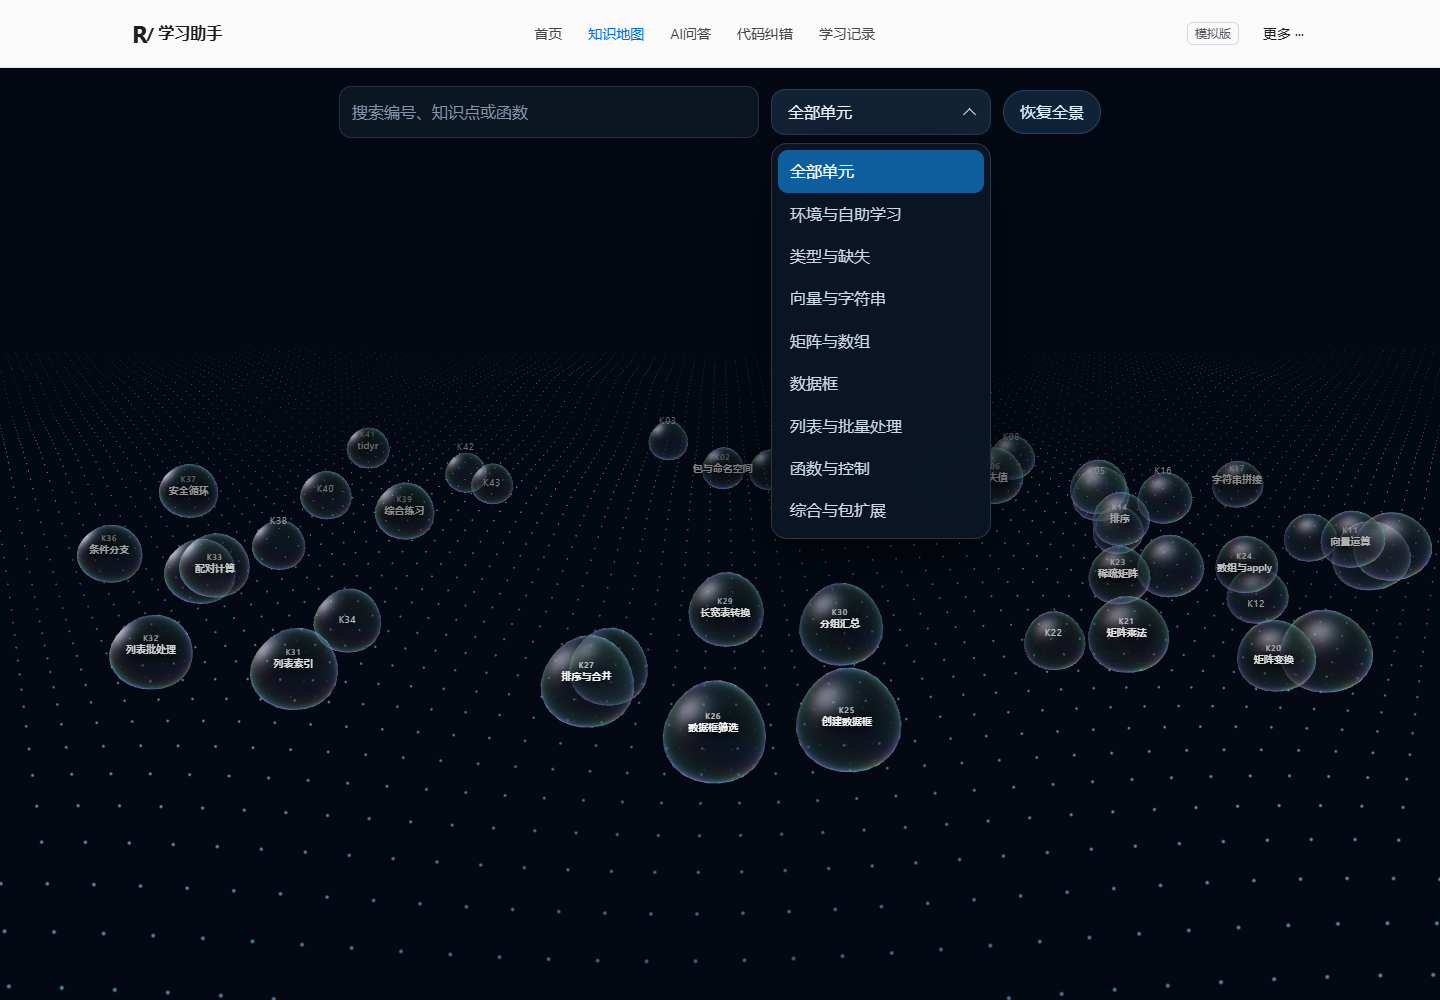 R/ 学习助手
首页
知识地图
AI问答
代码纠错
学习记录
模拟版
更多 ···
搜索编号、知识点或函数
全部单元
恢复全景
全部单元
环境与自助学习
类型与缺失
向量与字符串
矩阵与数组
数据框
列表与批量处理
函数与控制
综合与包扩展
K93
K41
tidyr
K42
K43
K02
包与命名空间
K08
失值
K05
K16
K17
字符串拼接
K37
安全循环
K40
K39
综合练习
K38
K36
条件分支
K33
配对计算
K14
排序
K11
向量运算
K23
稀疏矩阵
K24
数组与apply
K12
K29
长宽表转换
K30
分组汇总
K34
K32
列表批处理
K31
列表索引
K22
K21
矩阵乘法
K20
矩阵变换
K27
排序与合并
K26
数据框筛选
K25
创建数据框